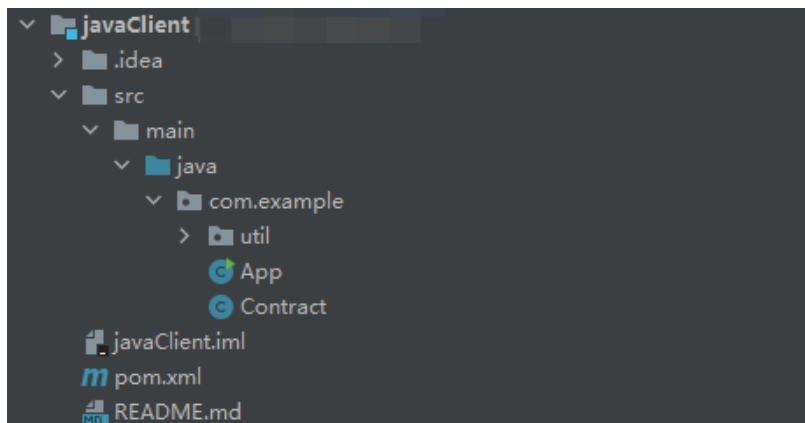 javaClient
.idea
src
main
java
com.example
util
App
Contract
javaClient.iml
pom.xml
README.md